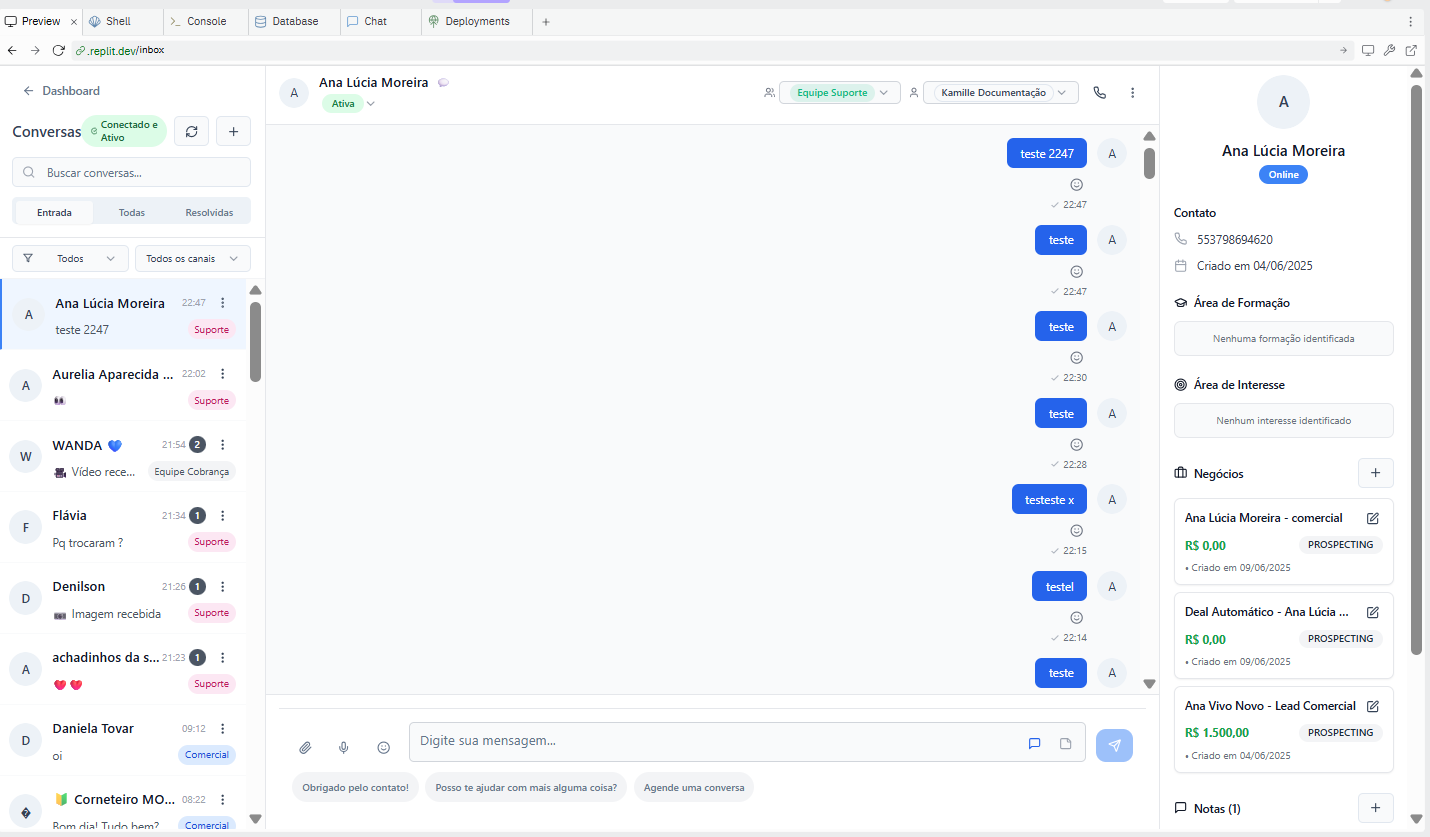 Preview
Shell
Console
Database
Chat
Deployments
.replit.dev/inbox
Dashboard
Conversas
Conectado e
Ativo
Buscar conversas...
Entrada
Todas
Resolvidas
Todos
Todos os canais
A
Ana Lúcia Moreira
22:47
teste 2247
Suporte
A
Aurelia Aparecida ...
22:02
Suporte
W
WANDA
21:54
2
Vídeo rece...
Equipe Cobrança
F
Flávia
21:34
1
Pq trocaram ?
Suporte
D
Denilson
21:26
1
Imagem recebida
Suporte
A
achadinhos da s...
21:23
1
Suporte
D
Daniela Tovar
09:12
oi
Comercial
Corneteiro MO...
08:22
Bom dia! Tudo bem?
Comercial
A
Ana Lúcia Moreira
Ativa
Equipe Suporte
Kamille Documentação
teste 2247
A
22:47
teste
A
22:47
teste
A
22:30
teste
A
22:28
testeste x
A
22:15
testel
A
22:14
teste
A
Digite sua mensagem...
Obrigado pelo contato!
Posso te ajudar com mais alguma coisa?
Agende uma conversa
A
Ana Lúcia Moreira
Online
Contato
553798694620
Criado em 04/06/2025
Área de Formação
Nenhuma formação identificada
Área de Interesse
Nenhum interesse identificado
Negócios
Ana Lúcia Moreira - comercial
R$ 0,00
PROSPECTING
• Criado em 09/06/2025
Deal Automático - Ana Lúcia ...
R$ 0,00
PROSPECTING
• Criado em 09/06/2025
Ana Vivo Novo - Lead Comercial
R$ 1.500,00
PROSPECTING
• Criado em 04/06/2025
Notas (1)